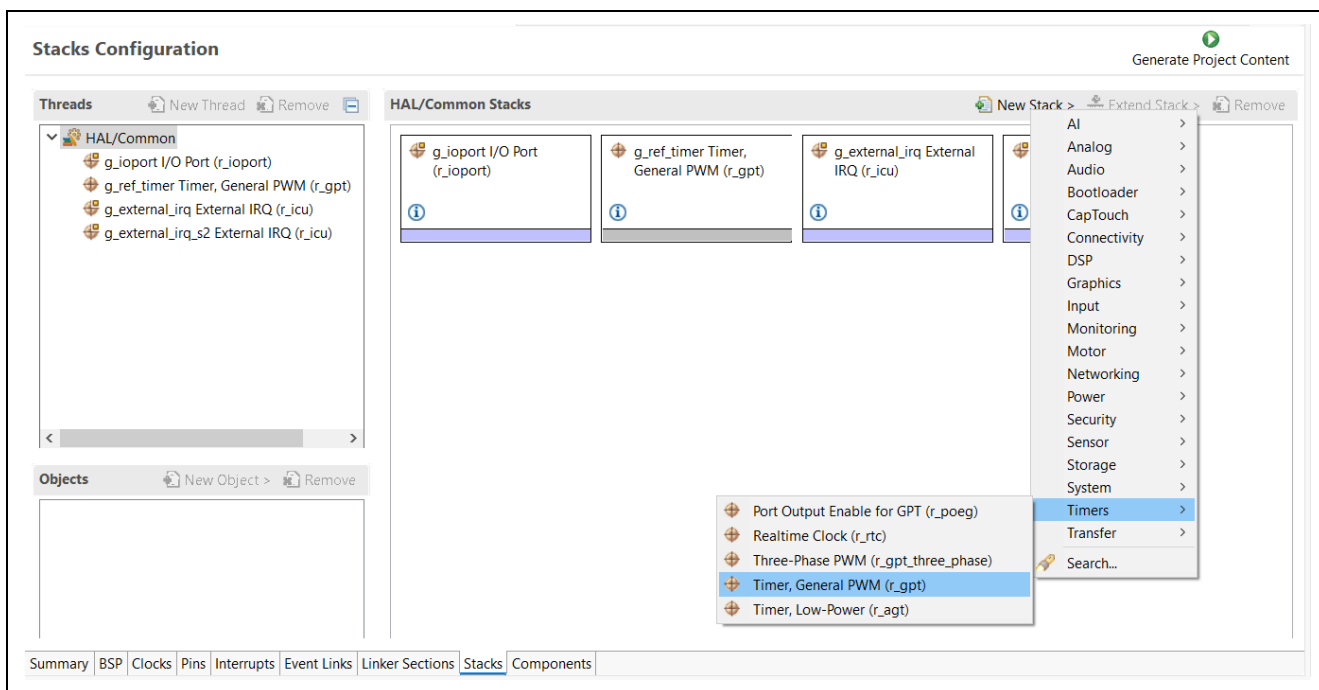 Stacks Configuration
Generate Project Content
Threads
New Thread
Remove
HAL/Common
g_ioport I/O Port (r_ioport)
g_ref_timer Timer, General PWM (r_gpt)
g_external_irq External IRQ (r_icu)
g_external_irq_s2 External IRQ (r_icu)
Objects
New Object >
Remove
HAL/Common Stacks
New Stack >
Extend Stack >
Remove
g_ioport I/O Port
(r_ioport)
g_ref_timer Timer,
General PWM (r_gpt)
g_external_irq External
IRQ (r_icu)
AI
Analog
Audio
Bootloader
CapTouch
Connectivity
DSP
Graphics
Input
Monitoring
Motor
Networking
Power
Security
Sensor
Storage
System
Timers
Transfer
Search...
Port Output Enable for GPT (r_poeg)
Realtime Clock (r_rtc)
Three-Phase PWM (r_gpt_three_phase)
Timer, General PWM (r_gpt)
Timer, Low-Power (r_agt)
Summary BSP Clocks Pins Interrupts Event Links Linker Sections Stacks Components